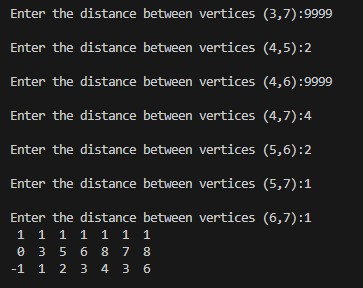 Enter the distance between vertices (3,7):9999
Enter the distance between vertices (4,5):2
Enter the distance between vertices (4,6):9999
Enter the distance between vertices (4,7):4
Enter the distance between vertices (5,6):2
Enter the distance between vertices (5,7):1
Enter the distance between vertices (6,7):1
1 1 1 1 1 1 1
0 3 5 6 8 7 8
-1 1 2 3 4 3 6